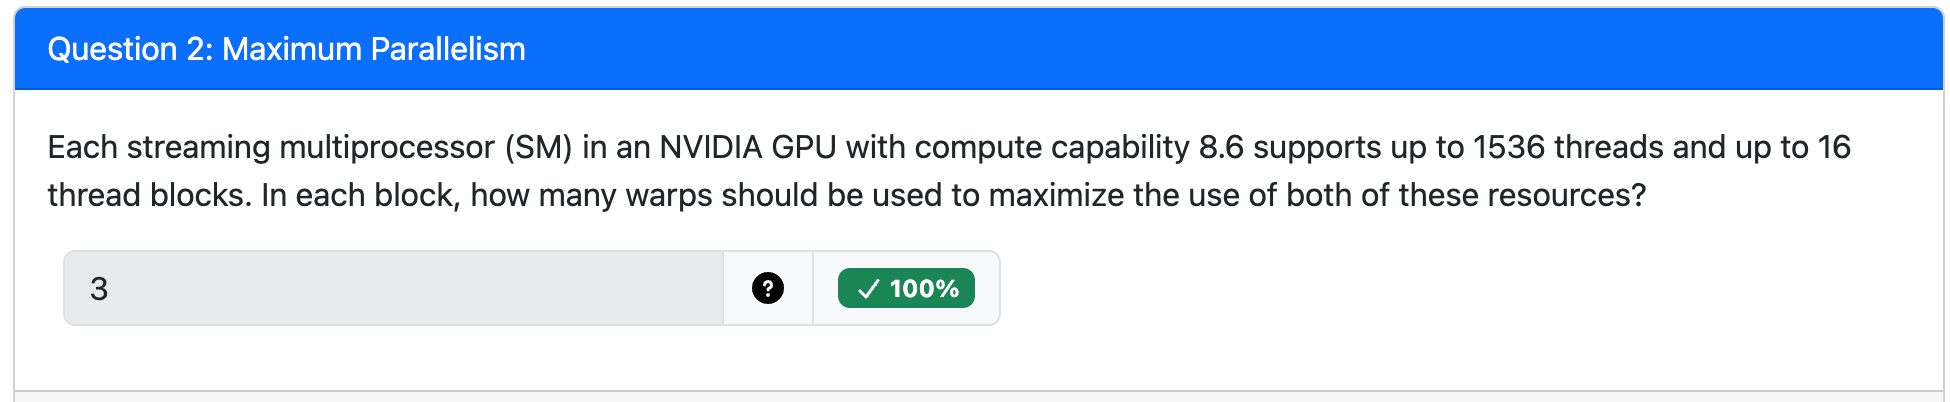 Question 2: Maximum Parallelism
Each streaming multiprocessor (SM) in an NVIDIA GPU with compute capability 8.6 supports up to 1536 threads and up to 16
thread blocks. In each block, how many warps should be used to maximize the use of both of these resources?
3 ? ✓ 100%